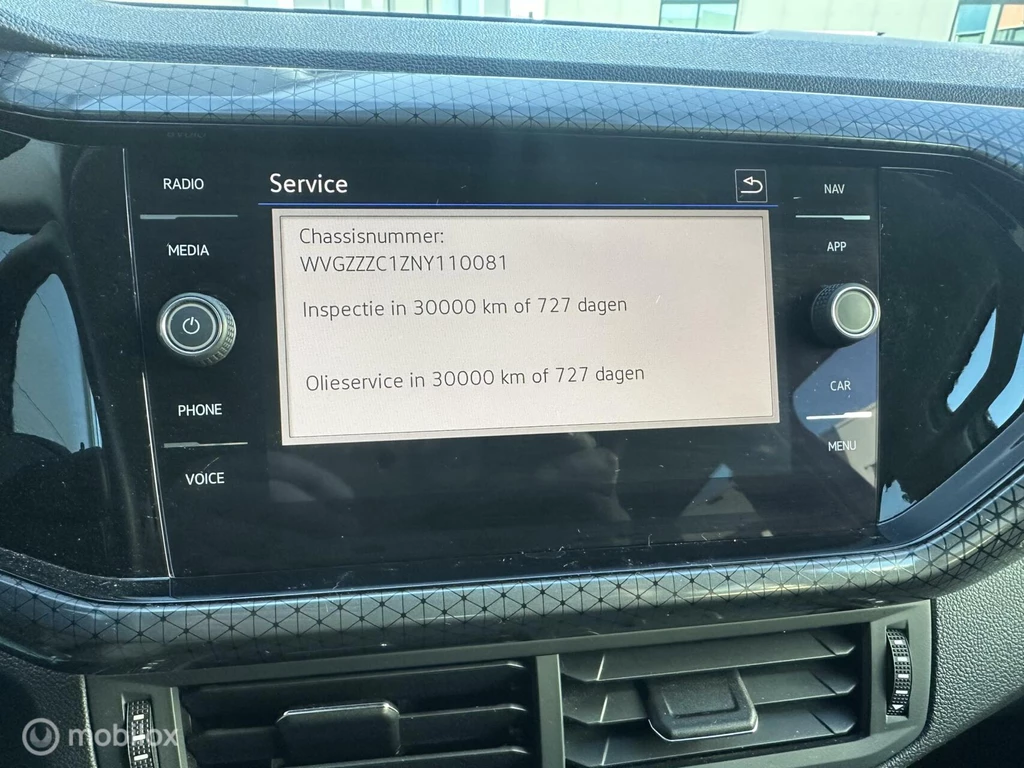 RADIO
Service
NAV
MEDIA
Chassisnummer:
WVGZZZC1ZNY110081
APP
Inspectie in 30000 km of 727 dagen
Olieservice in 30000 km of 727 dagen
CAR
PHONE
MENU
VOICE
mobox